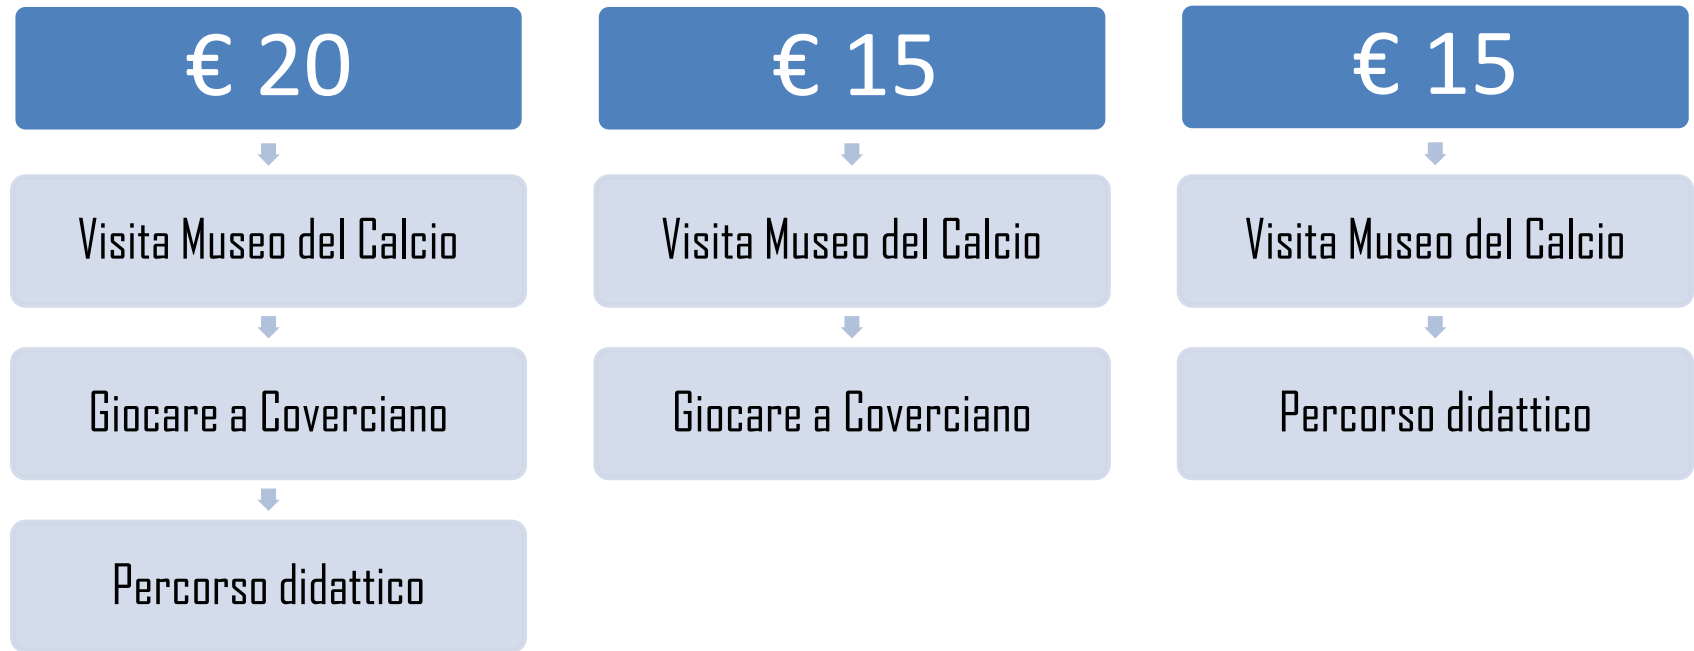 € 20
Visita Museo del Calcio
Giocare a Coverciano
Percorso didattico
€ 15
Visita Museo del Calcio
Giocare a Coverciano
€ 15
Visita Museo del Calcio
Percorso didattico